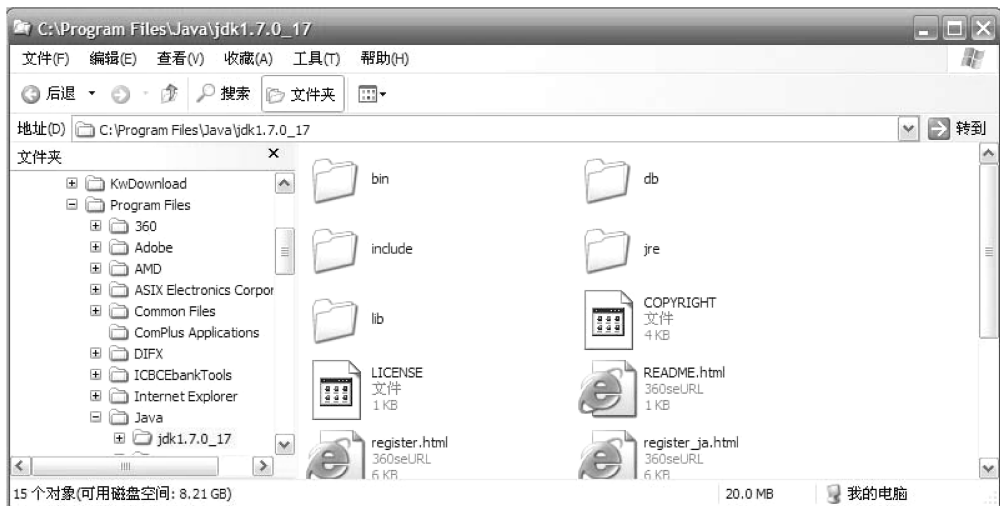 C:\Program Files\Java\jdk1.7.0_17
文件(F) 编辑(E) 查看(V) 收藏(A) 工具(T) 帮助(H)
后退 搜索 文件夹
地址(D) C:\Program Files\Java\jdk1.7.0_17 转到
文件夹
KwDownload
Program Files
360
Adobe
AMD
ASIX Electronics Corpor
Common Files
ComPlus Applications
DIFX
ICBCEbankTools
Internet Explorer
Java
jdk1.7.0_17
bin
db
include
jre
lib
COPYRIGHT
文件
4 KB
LICENSE
文件
1 KB
README.html
360seURL
1 KB
register.html
360seURL
6 KB
register_ja.html
360seURL
6 KB
15 个对象(可用磁盘空间: 8.21 GB) 20.0 MB 我的电脑